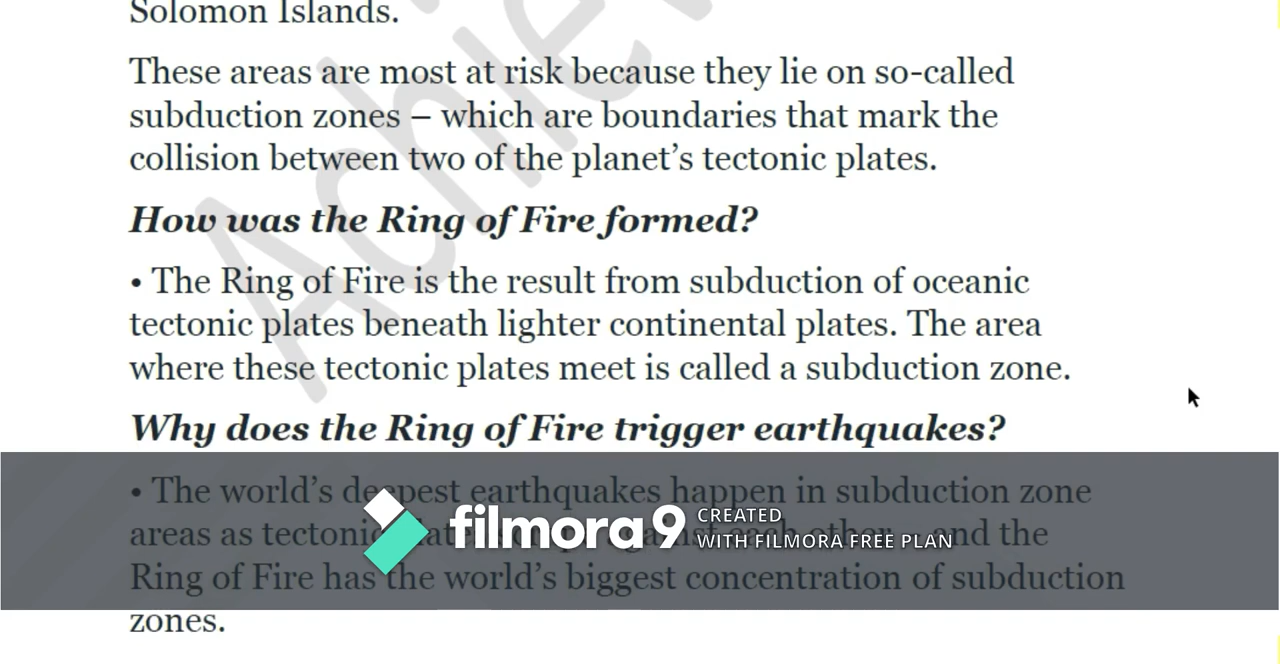 Solomon Islands.
These areas are most at risk because they lie on so-called
subduction zones – which are boundaries that mark the
collision between two of the planet's tectonic plates.
How was the Ring of Fire formed?
• The Ring of Fire is the result from subduction of oceanic
tectonic plates beneath lighter continental plates. The area
where these tectonic plates meet is called a subduction zone.
Why does the Ring of Fire trigger earthquakes?
• The world's deepest earthquakes happen in subduction zone
areas as tectonic each other and the
filmora9 CREATED
WITH FILMORA FREE PLAN
Ring of Fire has the world's biggest concentration of subduction
zones.